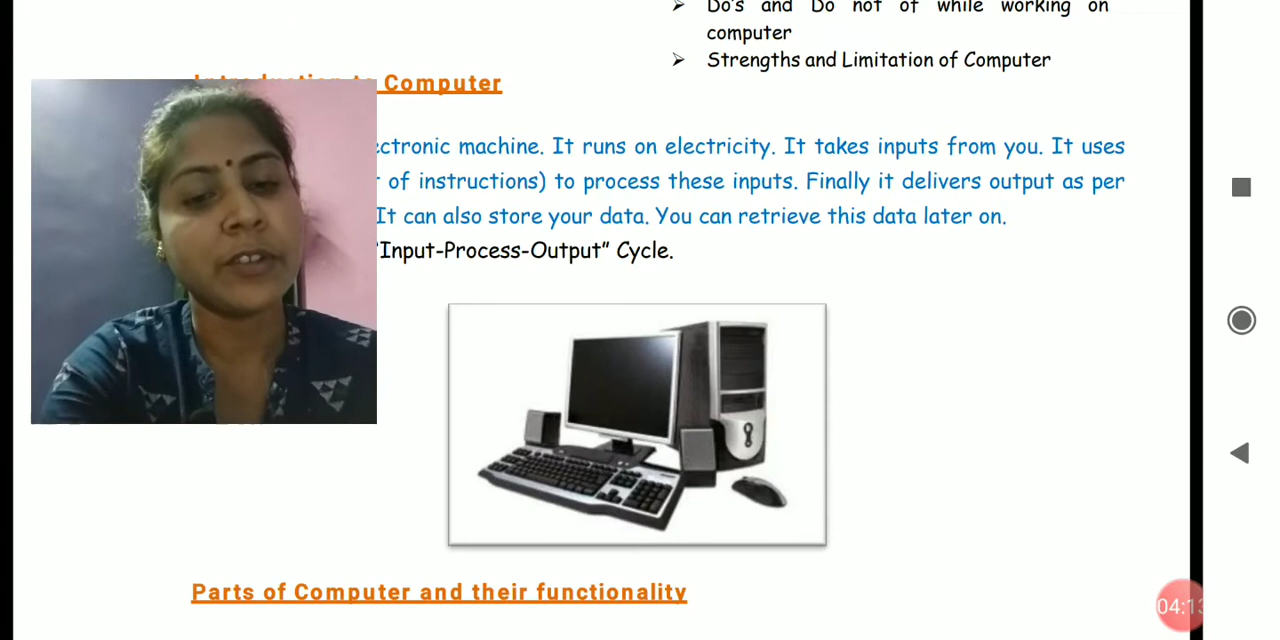 Do's and Do not of while working on
computer
➢ Strengths and Limitation of Computer
Introduction to Computer
ectronic machine. It runs on electricity. It takes inputs from you. It uses
of instructions) to process these inputs. Finally it delivers output as per
It can also store your data. You can retrieve this data later on.
"Input-Process-Output" Cycle.
Parts of Computer and their functionality
04:13